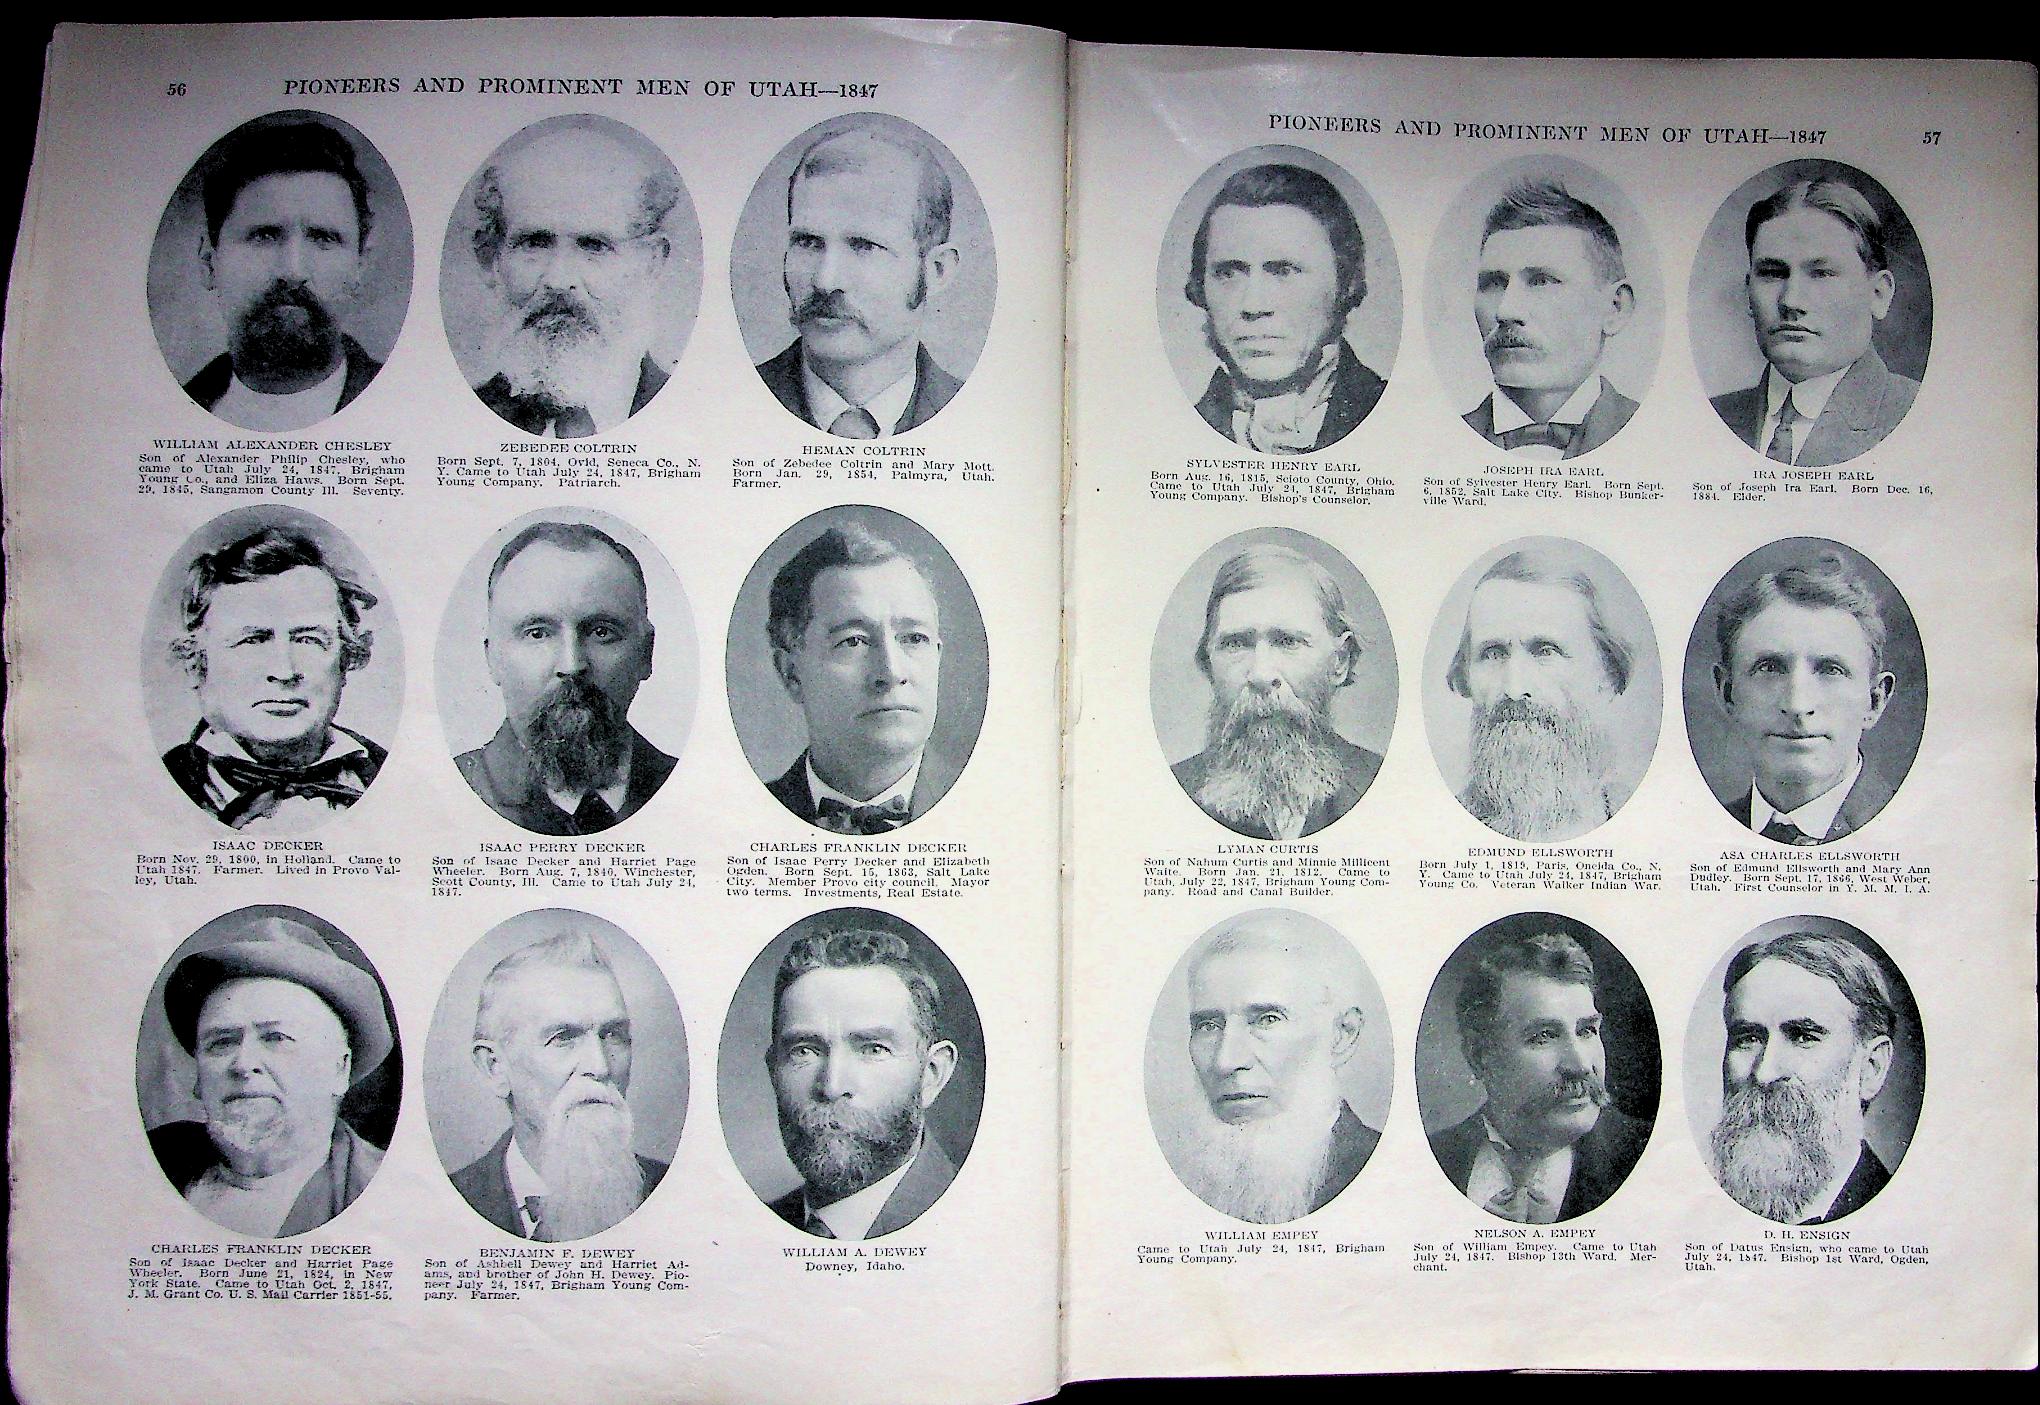 56 PIONEERS AND PROMINENT MEN OF UTAH—1847
WILLIAM ALEXANDER CHESLEY
Son of Alexander Philip Chesley, who
came to Utah July 24, 1847, Brigham
Young Co., and Eliza Haws. Born Sept.
29, 1845, Sangamon County Ill. Seventy.
ZEBEDEE COLTRIN
Born Sept. 7, 1804, Ovid, Seneca Co., N.
Y. Came to Utah July 24, 1847, Brigham
Young Company. Patriarch.
HEMAN COLTRIN
Son of Zebedee Coltrin and Mary Mott.
Born Jan. 29, 1854, Palmyra, Utah.
Farmer.
ISAAC DECKER
Born Nov. 29, 1800, in Holland. Came to
Utah 1847. Farmer. Lived in Provo Val-
ley, Utah.
ISAAC PERRY DECKER
Son of Isaac Decker and Harriet Page
Wheeler. Born Aug. 7, 1840, Winchester,
Scott County, Ill. Came to Utah July 24,
1847.
CHARLES FRANKLIN DECKER
Son of Isaac Perry Decker and Elizabeth
Ogden. Born Sept. 15, 1863, Salt Lake
City. Member Provo city council. Mayor
two terms. Investments, Real Estate.
CHARLES FRANKLIN DECKER
Son of Isaac Decker and Harriet Page
Wheeler. Born June 21, 1824, in New
York State. Came to Utah Oct. 2, 1847,
J. M. Grant Co. U. S. Mail Carrier 1851-55.
BENJAMIN F. DEWEY
Son of Ashbell Dewey and Harriet Ad-
ams, and brother of John H. Dewey. Pio-
neer July 24, 1847, Brigham Young Com-
pany. Farmer.
WILLIAM A. DEWEY
Downey, Idaho.
PIONEERS AND PROMINENT MEN OF UTAH—1847 57
SYLVESTER HENRY EARL
Born Aug. 16, 1815, Scioto County, Ohio.
Came to Utah July 24, 1847, Brigham
Young Company. Bishop's Counselor.
JOSEPH IRA EARL
Son of Sylvester Henry Earl. Born Sept.
6, 1852, Salt Lake City. Bishop Bunker-
ville Ward.
IRA JOSEPH EARL
Son of Joseph Ira Earl. Born Dec. 16,
1884. Elder.
LYMAN CURTIS
Son of Nahum Curtis and Minnie Millicent
Waite. Born Jan. 21, 1812. Came to
Utah, July 22, 1847, Brigham Young Com-
pany. Road and Canal Builder.
EDMUND ELLSWORTH
Born July 1, 1819, Paris, Oneida Co., N.
Y. Came to Utah July 24, 1847, Brigham
Young Co. Veteran Walker Indian War.
ASA CHARLES ELLSWORTH
Son of Edmund Ellsworth and Mary Ann
Dudley. Born Sept. 17, 1866, West Weber,
Utah. First Counselor in Y. M. M. I. A.
WILLIAM EMPEY
Came to Utah July 24, 1847, Brigham
Young Company.
NELSON A. EMPEY
Son of William Empey. Came to Utah
July 24, 1847. Bishop 13th Ward. Mer-
chant.
D. H. ENSIGN
Son of Datus Ensign, who came to Utah
July 24, 1847. Bishop 1st Ward, Ogden,
Utah.